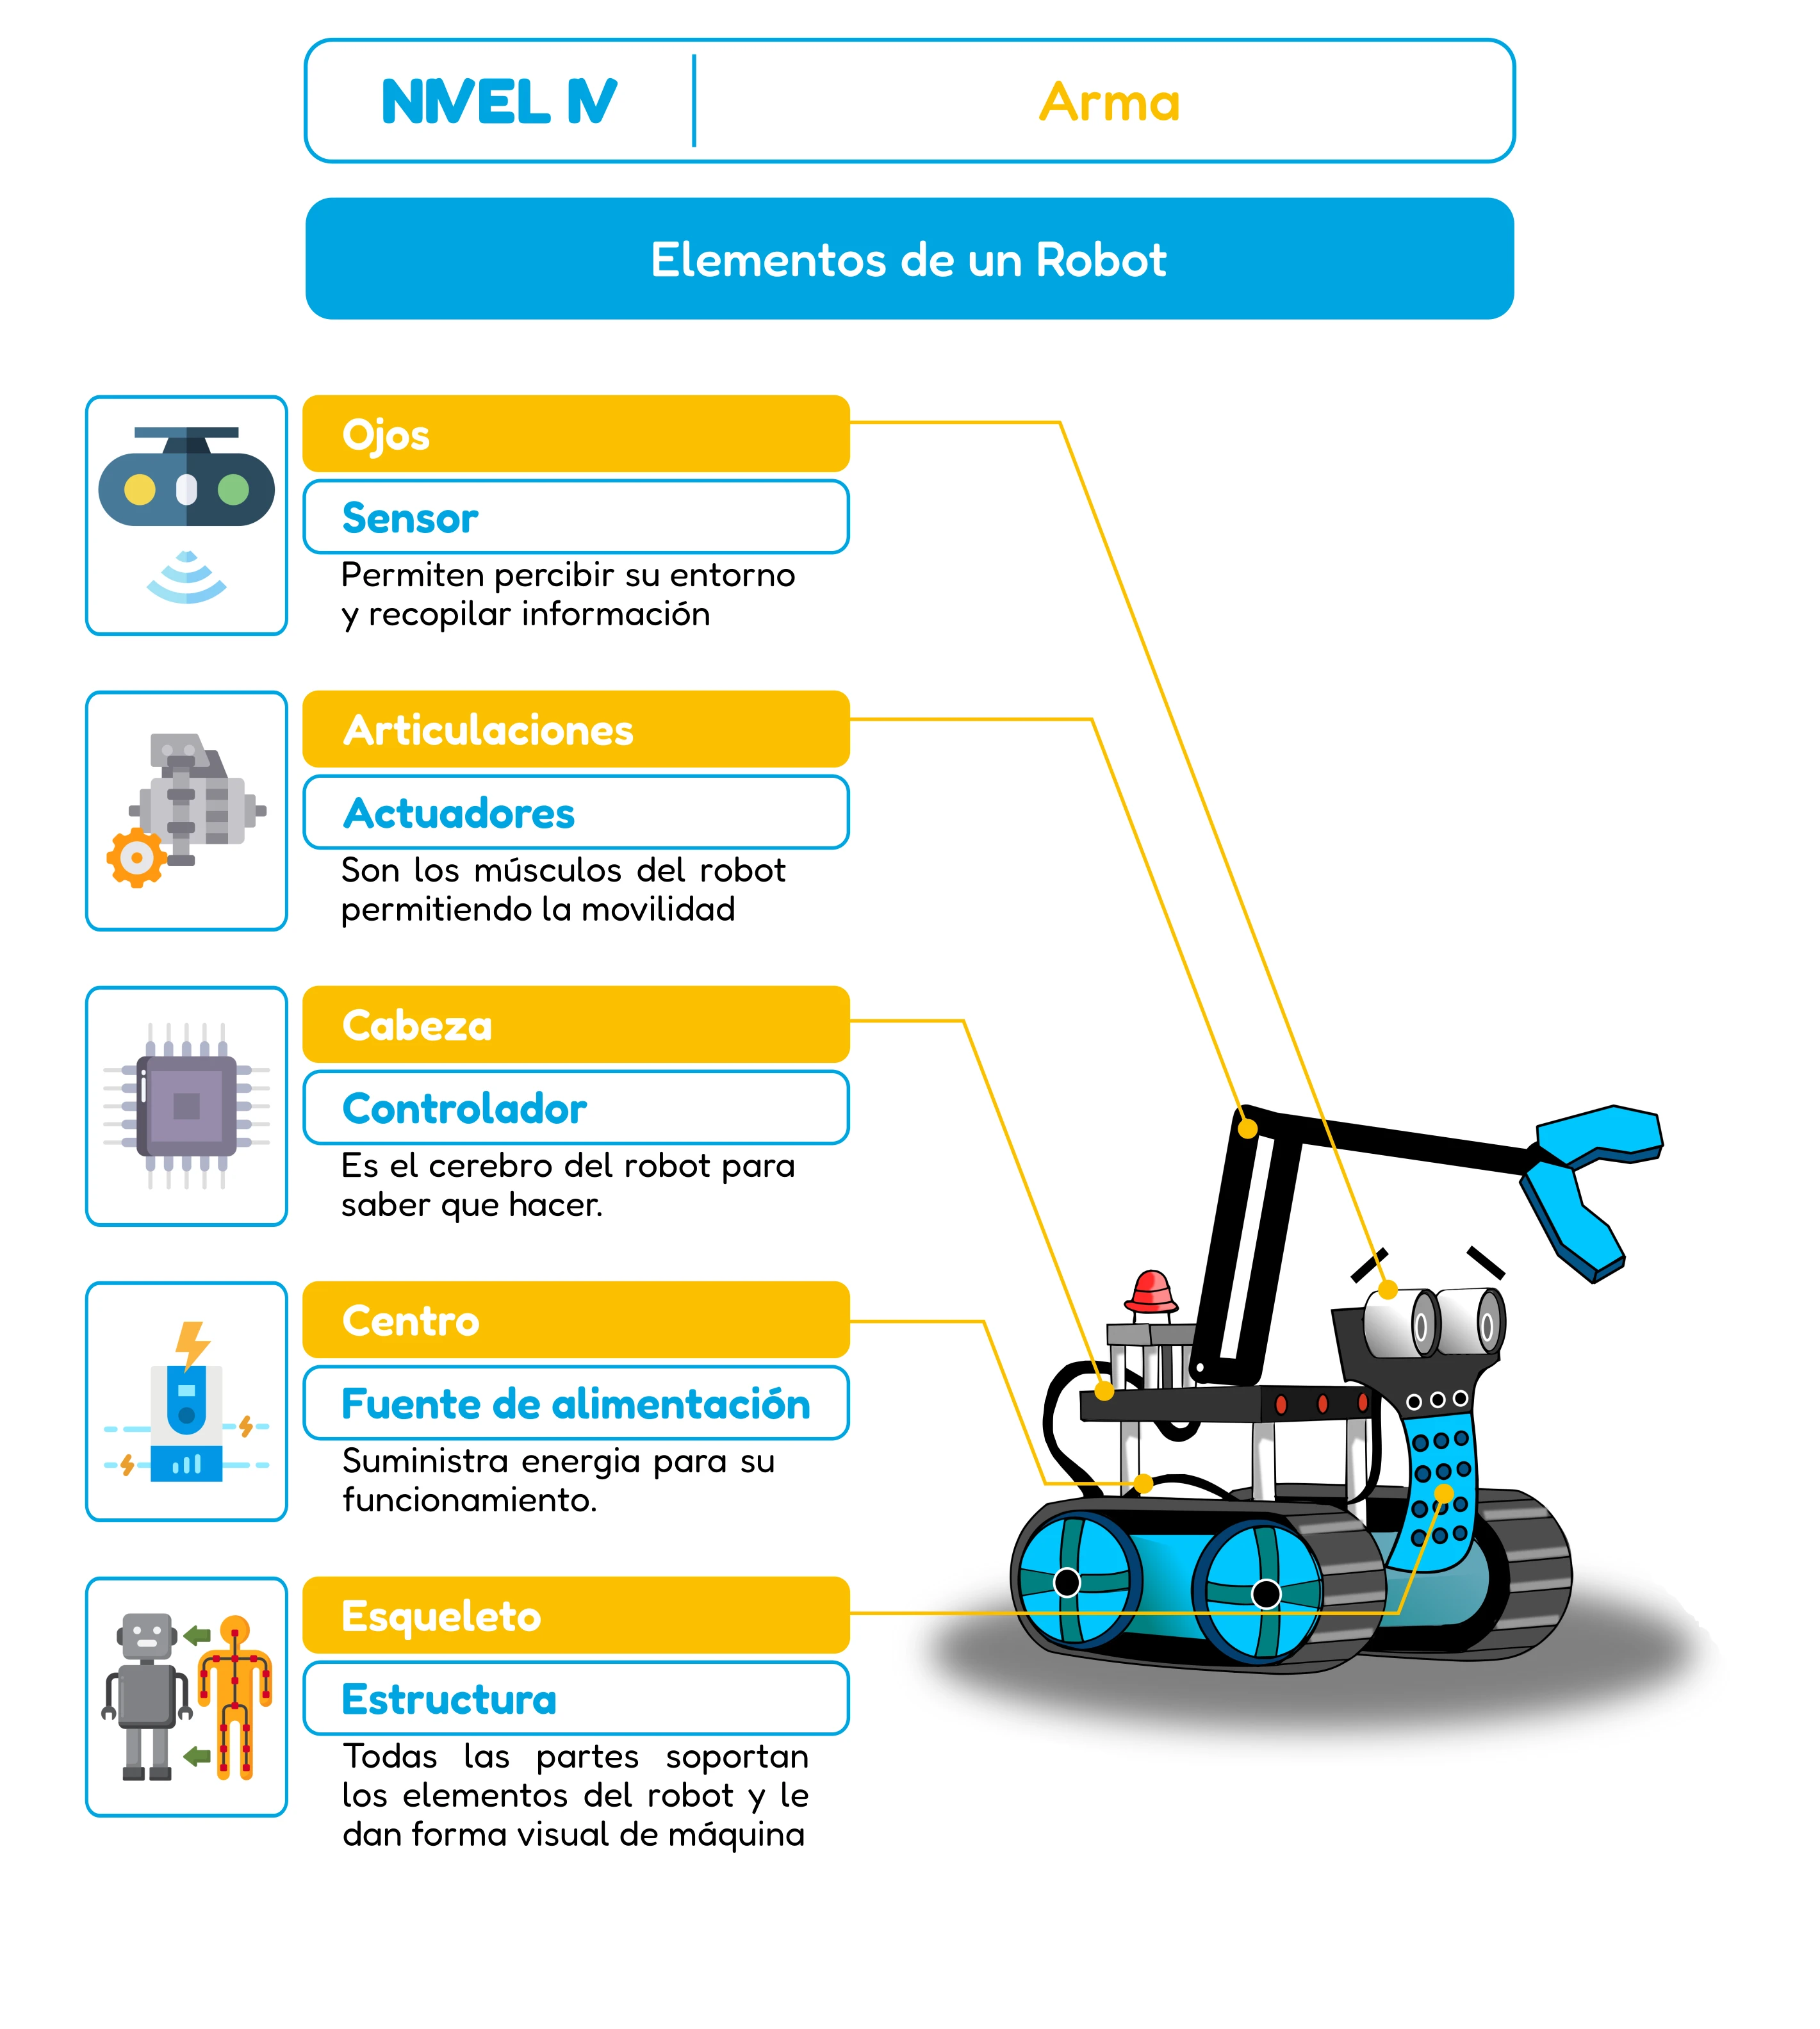 NIVEL IV
Arma
Elementos de un Robot
Ojos
Sensor
Permiten percibir su entorno
y recopilar información
Articulaciones
Actuadores
Son los músculos del robot
permitiendo la movilidad
Cabeza
Controlador
Es el cerebro del robot para
saber que hacer.
Centro
Fuente de alimentación
Suministra energia para su
funcionamiento.
Esqueleto
Estructura
Todas las partes soportan
los elementos del robot y le
dan forma visual de máquina